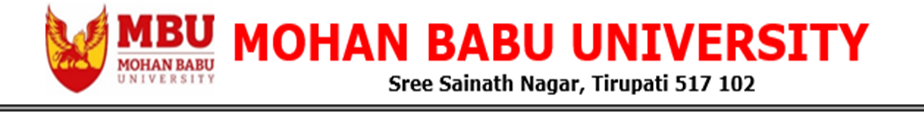 MBU
MOHAN BABU
UNIVERSITY
MOHAN BABU UNIVERSITY
Sree Sainath Nagar, Tirupati 517 102